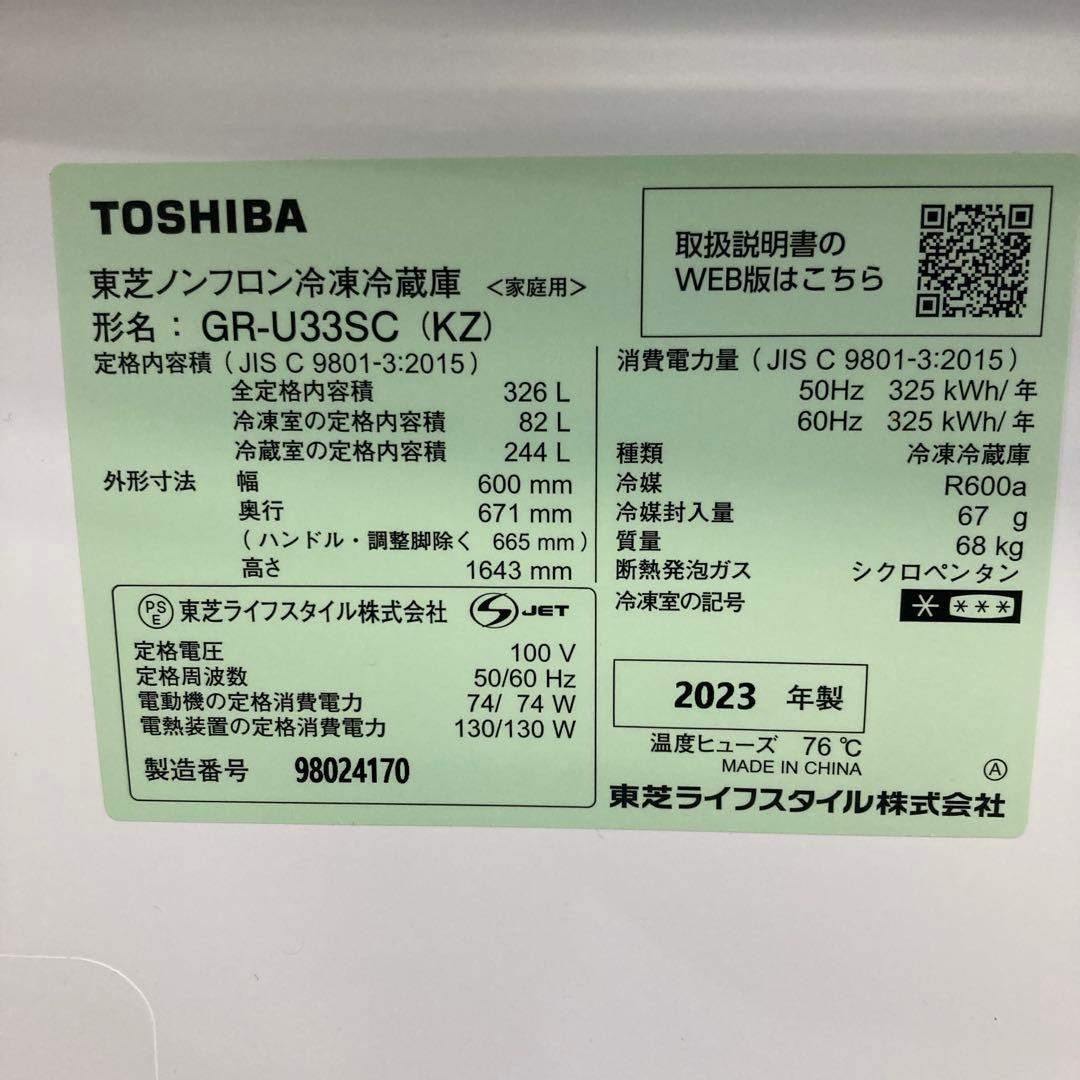 TOSHIBA
東芝ノンフロン冷凍冷蔵庫 <家庭用>
形名: GR-U33SC (KZ)
取扱説明書の
WEB版はこちら
定格内容積 (JIS C 9801-3:2015)
全定格内容積 326 L
冷凍室の定格内容積 82 L
冷蔵室の定格内容積 244 L
外形寸法 幅 600 mm
奥行 671 mm
(ハンドル・調整脚除く 665 mm)
高さ 1643 mm
消費電力量 (JIS C 9801-3:2015)
50Hz 325 kWh/年
60Hz 325 kWh/年
種類 冷凍冷蔵庫
冷媒 R600a
冷媒封入量 67 g
質量 68 kg
断熱発泡ガス シクロペンタン
冷凍室の記号 * ***
PSE 東芝ライフスタイル株式会社 S JET
定格電圧 100 V
定格周波数 50/60 Hz
電動機の定格消費電力 74/ 74 W
電熱装置の定格消費電力 130/130 W
製造番号 98024170
2023 年製
温度ヒューズ 76℃
MADE IN CHINA Ⓐ
東芝ライフスタイル株式会社